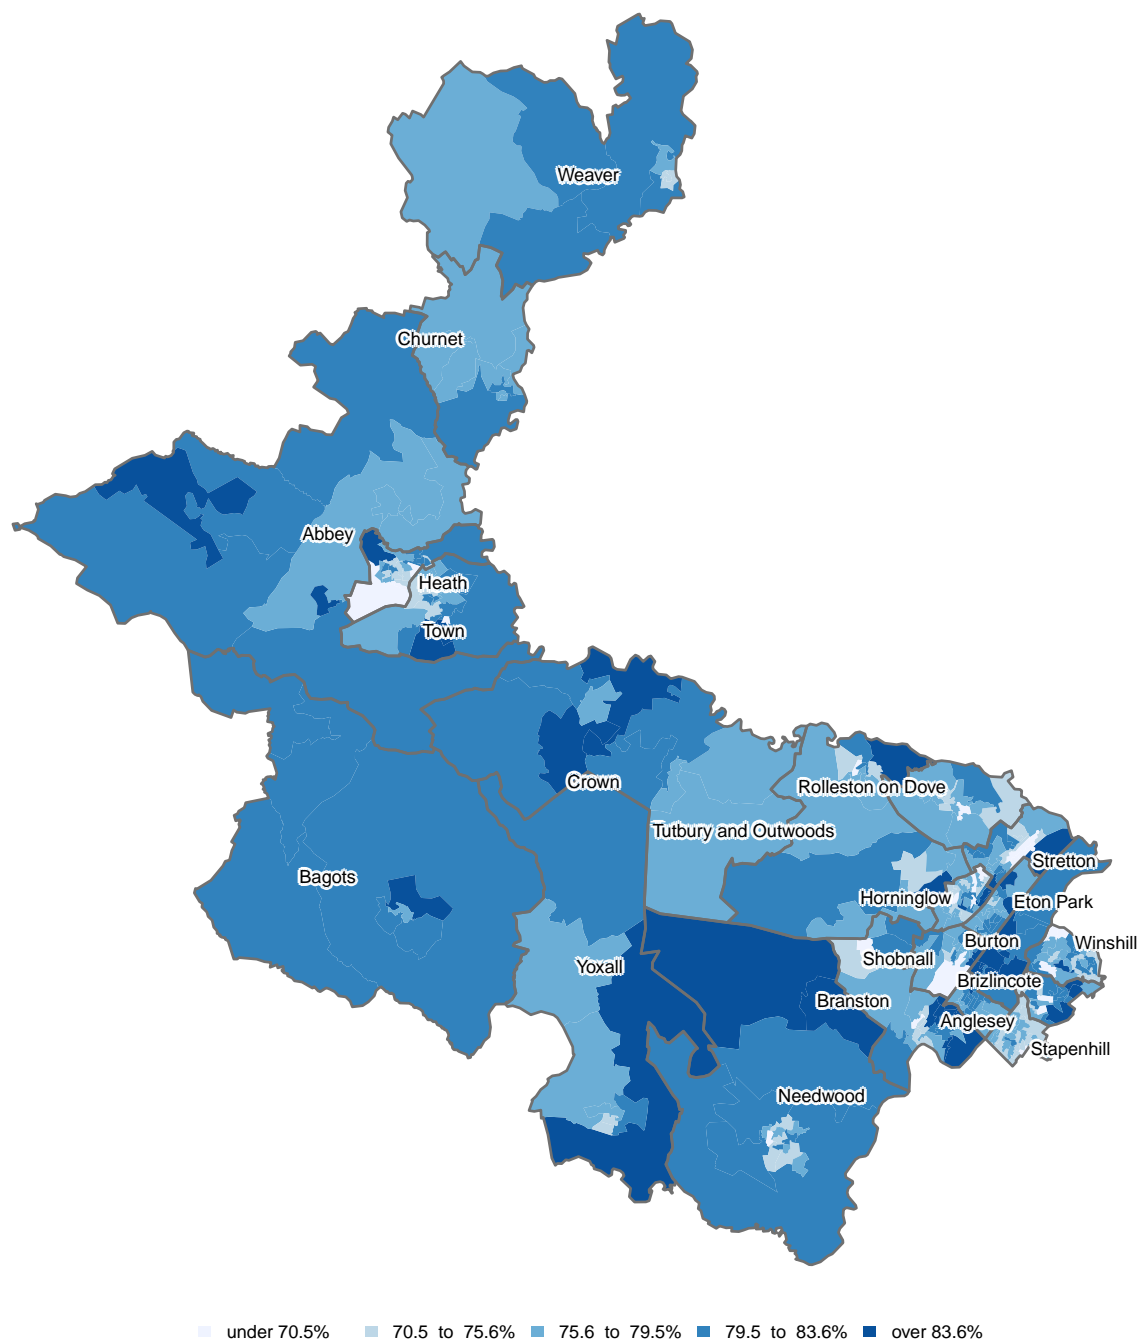 Weaver
Churnet
Abbey
Heath
Town
Crown
Rolleston on Dove
Tutbury and Outwoods
Stretton
Bagots
Horninglow
Eton Park
Burton
Winshill
Shobnall
Yoxall
Brizlincote
Branston
Anglesey
Stapenhill
Needwood
under 70.5% 70.5 to 75.6% 75.6 to 79.5% 79.5 to 83.6% over 83.6%